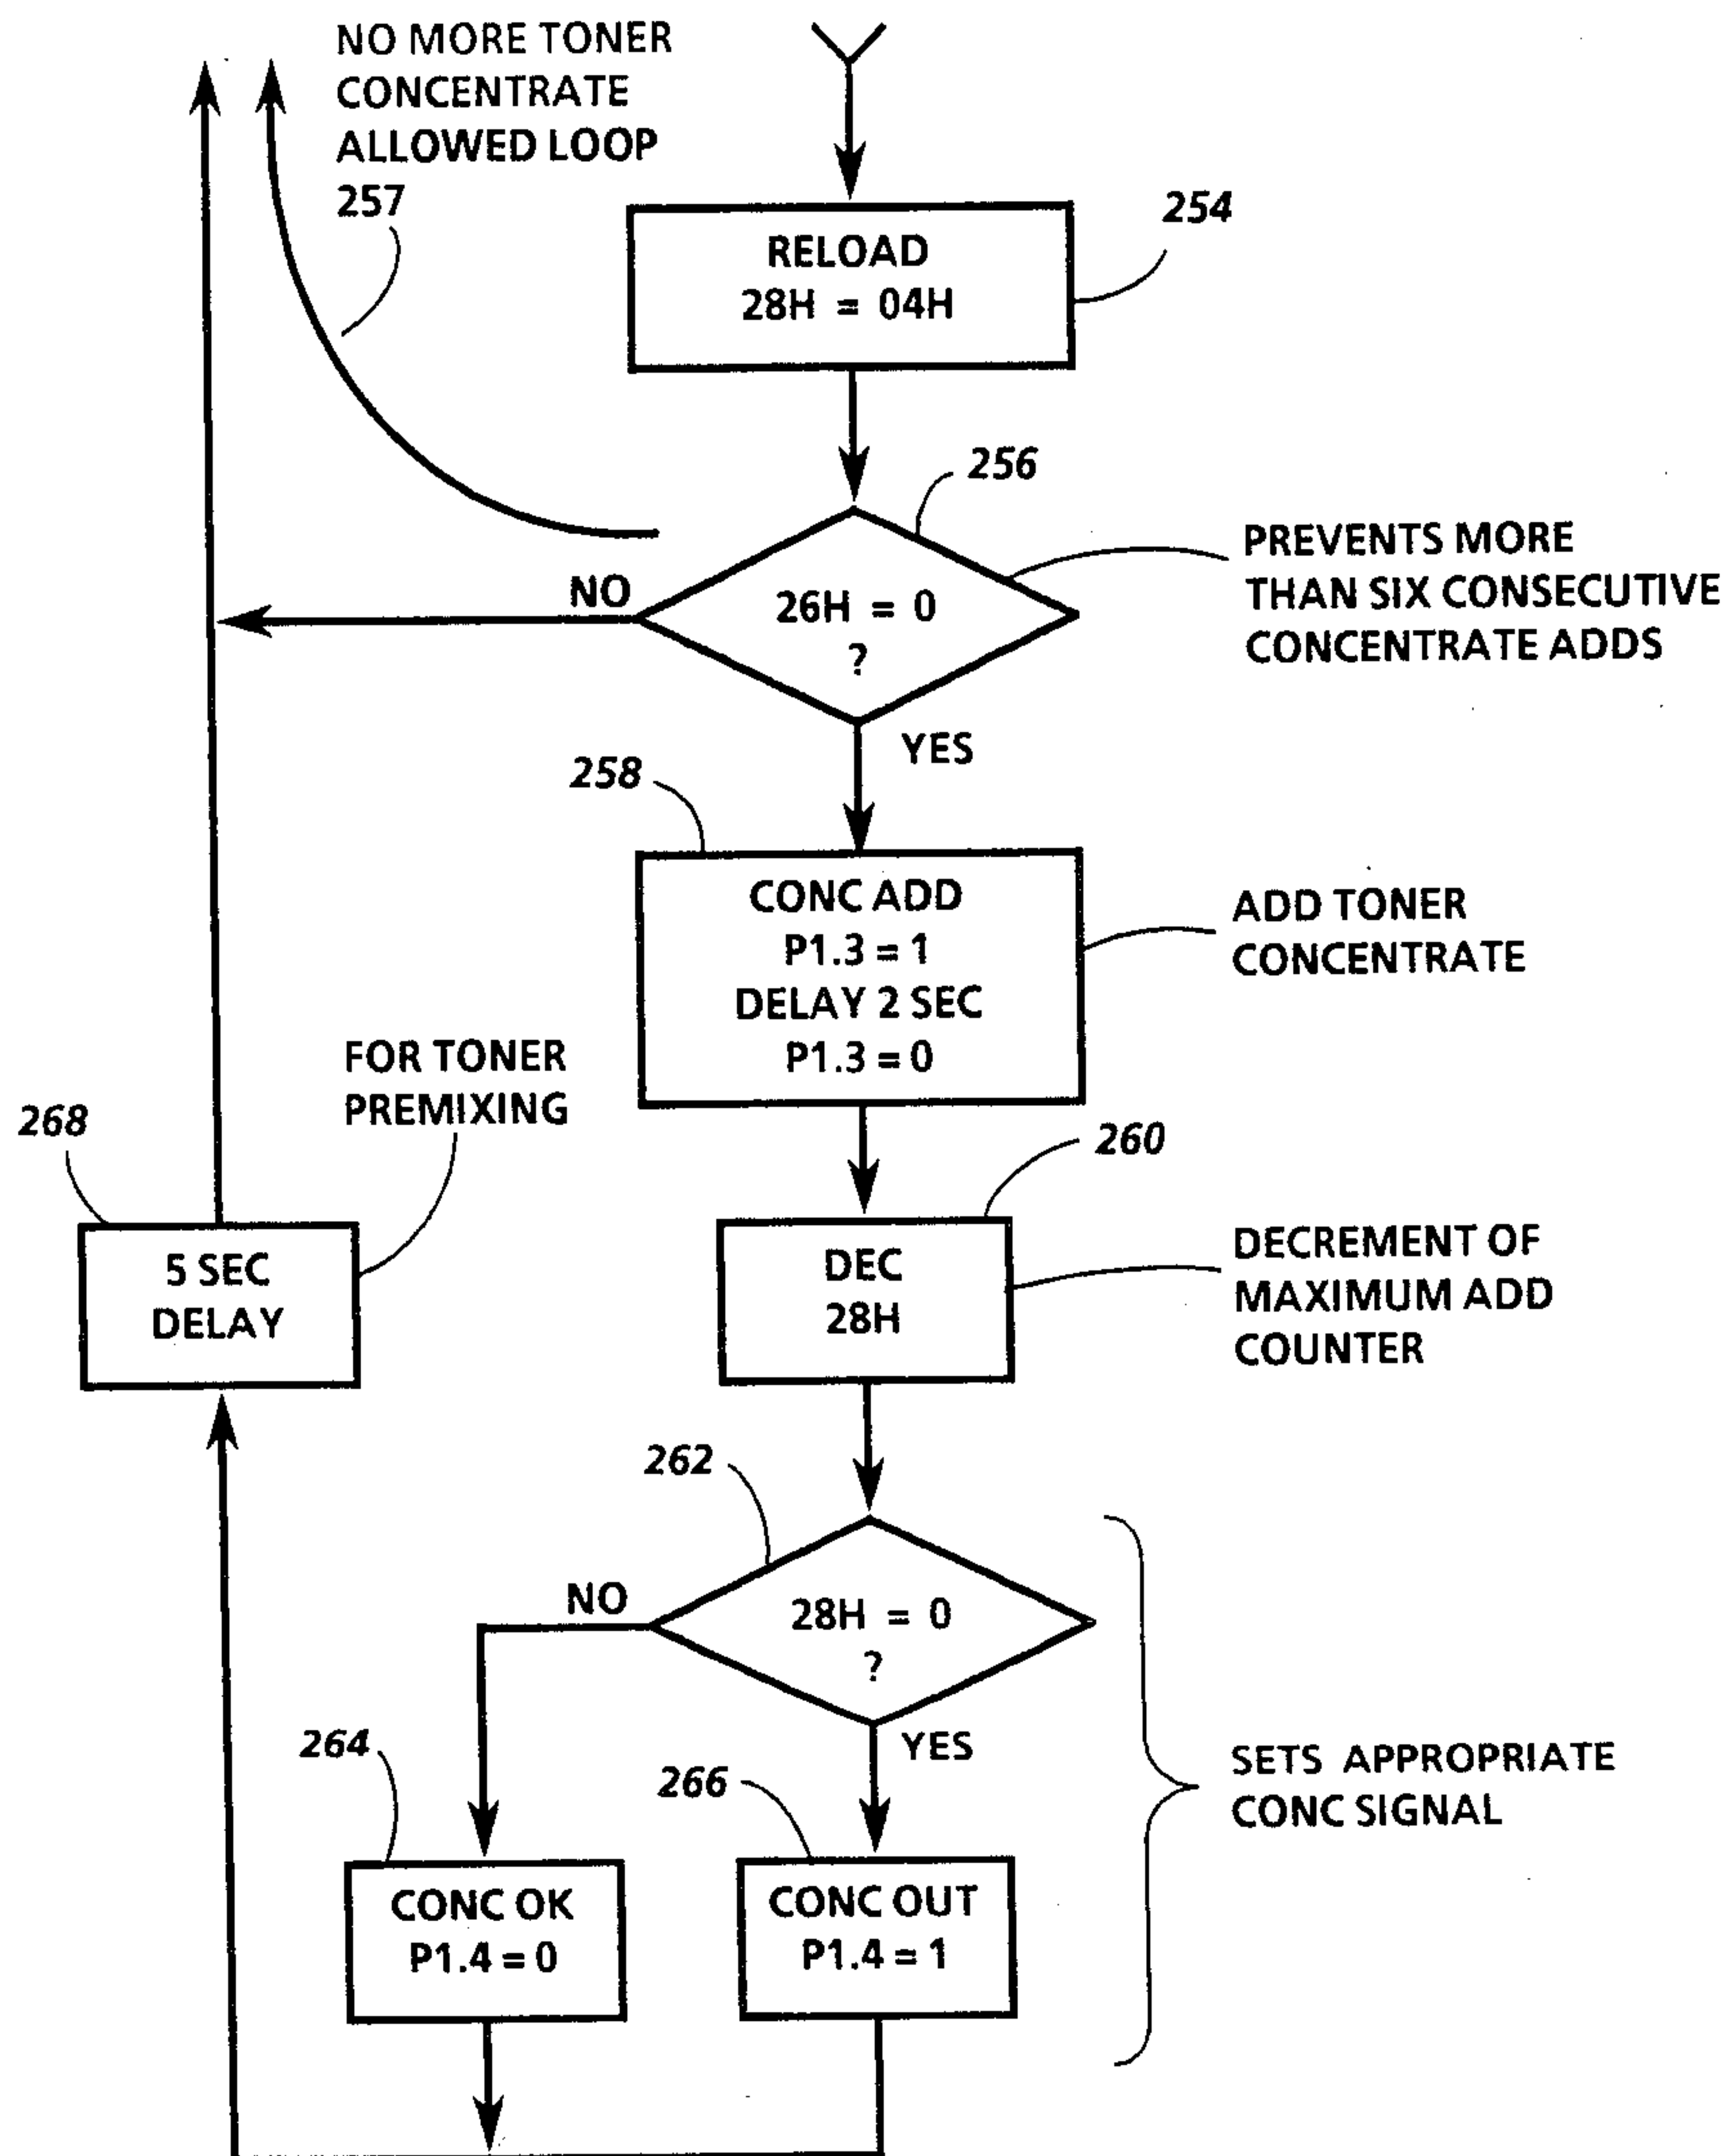 NO MORE TONER
CONCENTRATE
ALLOWED LOOP
257
RELOAD
28H = 04H
254
256
26H = 0
?
NO
YES
PREVENTS MORE
THAN SIX CONSECUTIVE
CONCENTRATE ADDS
258
CONC ADD
P1.3 = 1
DELAY 2 SEC
P1.3 = 0
ADD TONER
CONCENTRATE
FOR TONER
PREMIXING
268
5 SEC
DELAY
260
DEC
28H
DECREMENT OF
MAXIMUM ADD
COUNTER
262
28H = 0
?
NO
YES
264
CONC OK
P1.4 = 0
266
CONC OUT
P1.4 = 1
SETS APPROPRIATE
CONC SIGNAL